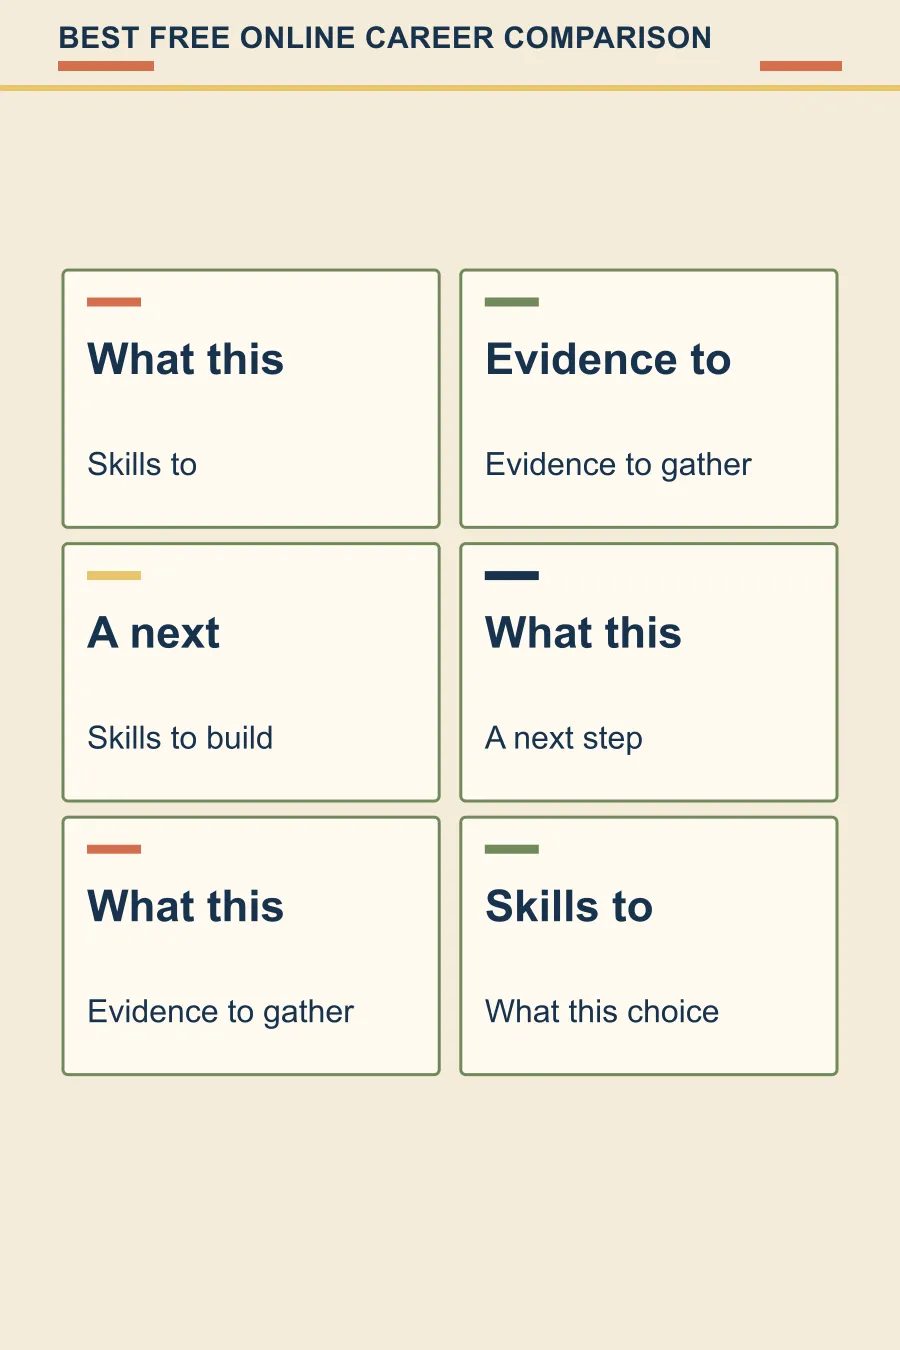 BEST FREE ONLINE CAREER COMPARISON
What this
Skills to
Evidence to
Evidence to gather
A next
Skills to build
What this
A next step
What this
Evidence to gather
Skills to
What this choice